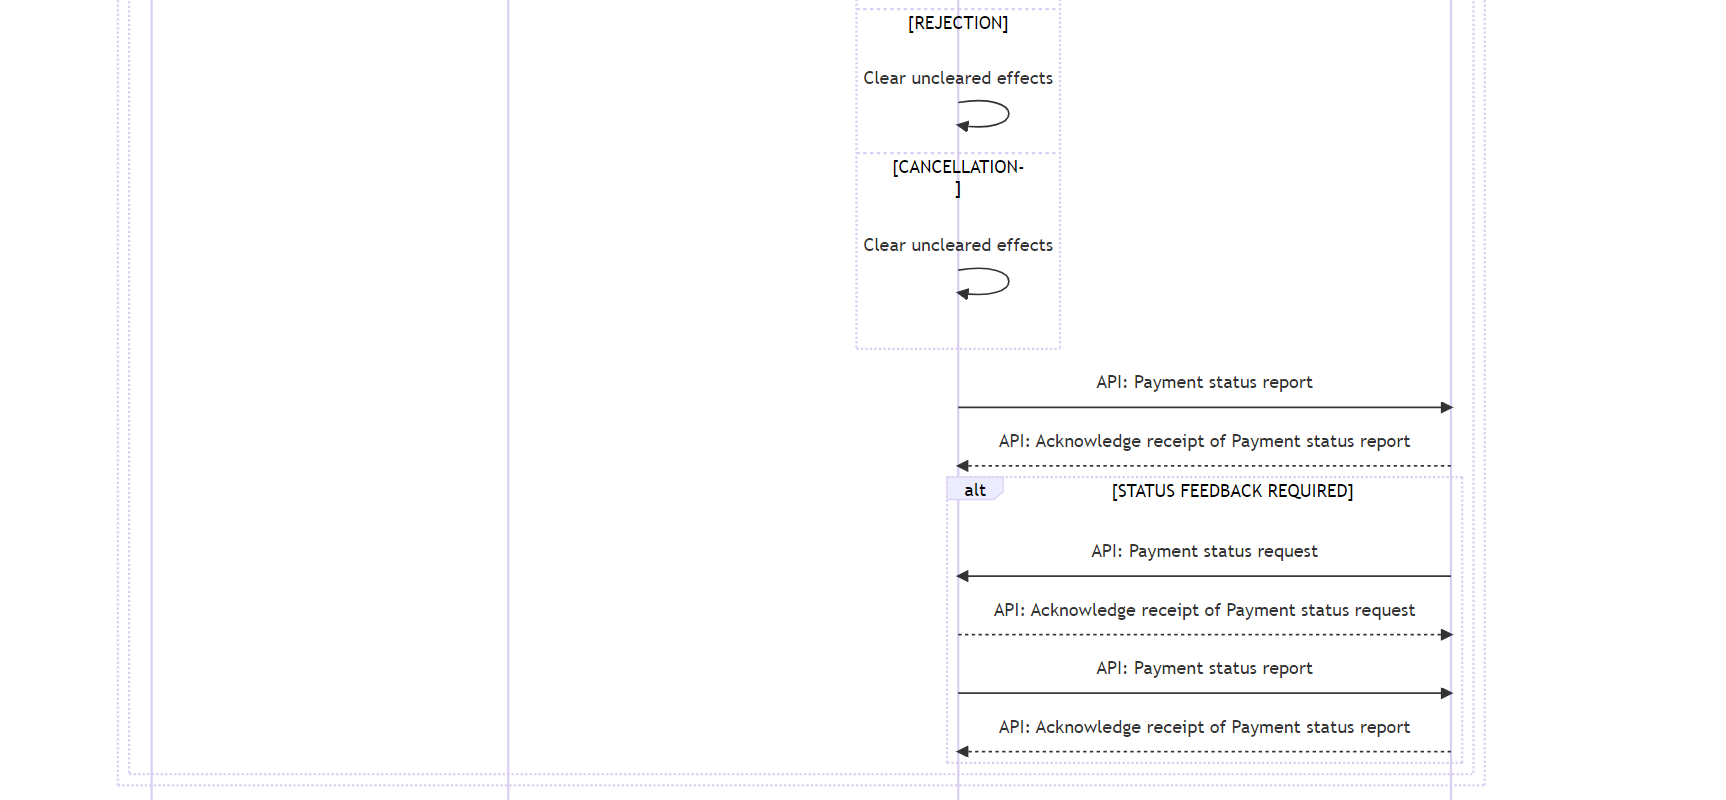 [REJECTION]
Clear uncleared effects
[CANCELLATION-
]
Clear uncleared effects
API: Payment status report
API: Acknowledge receipt of Payment status report
alt
[STATUS FEEDBACK REQUIRED]
API: Payment status request
API: Acknowledge receipt of Payment status request
API: Payment status report
API: Acknowledge receipt of Payment status report